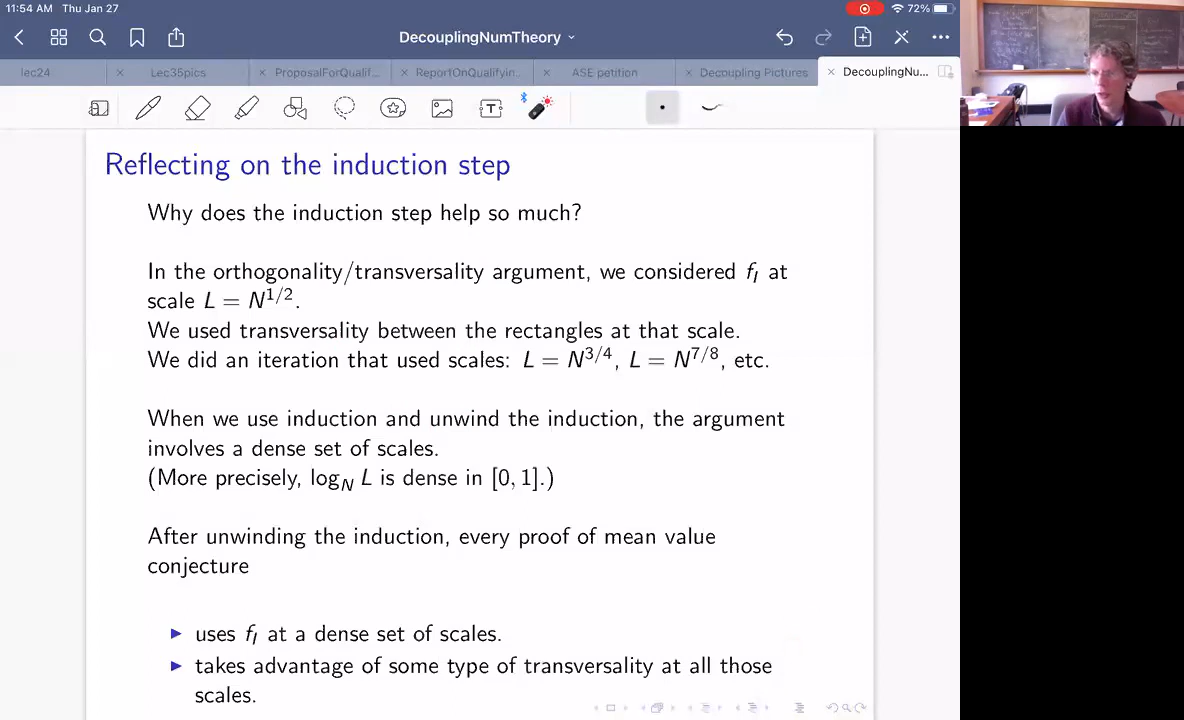 11:54 AM Thu Jan 27
72%
DecouplingNumTheory
lec24
Lec35pics
ProposalForQualif...
ReportOnQualifyin...
ASE petition
Decoupling Pictures
DecouplingNu...
Reflecting on the induction step
Why does the induction step help so much?
In the orthogonality/transversality argument, we considered f_I at
scale L = N^{1/2}.
We used transversality between the rectangles at that scale.
We did an iteration that used scales: L = N^{3/4}, L = N^{7/8}, etc.
When we use induction and unwind the induction, the argument
involves a dense set of scales.
(More precisely, log_N L is dense in [0, 1].)
After unwinding the induction, every proof of mean value
conjecture
▶ uses f_I at a dense set of scales.
▶ takes advantage of some type of transversality at all those
scales.